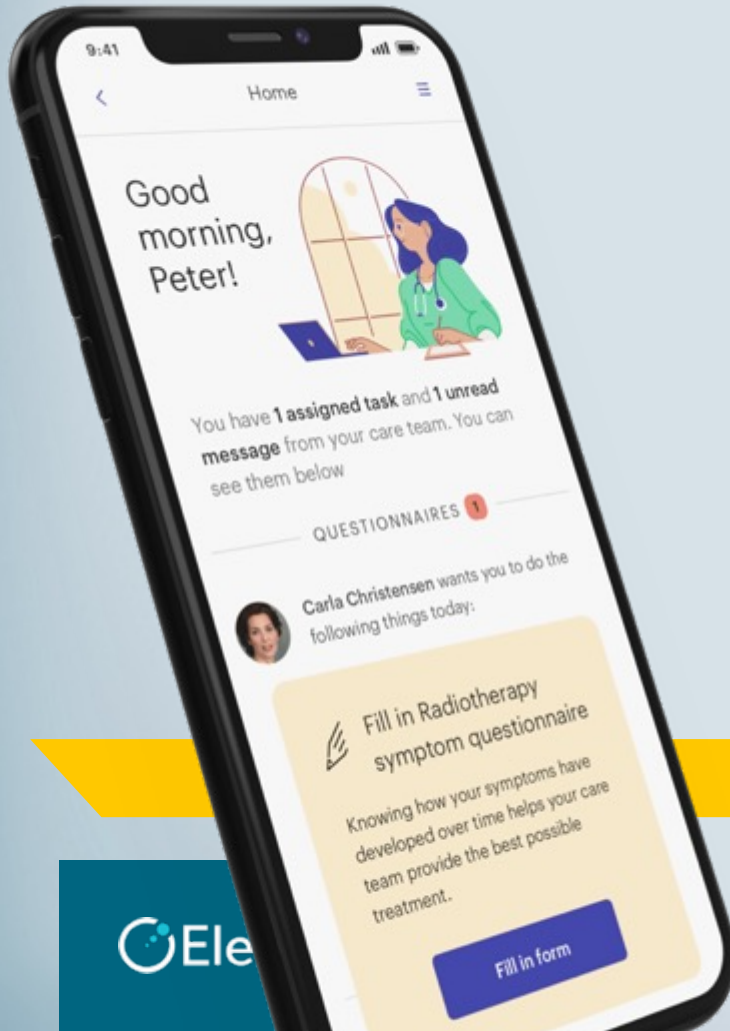 9:41
Home
Good
morning,
Peter!
You have 1 assigned task and 1 unread
message from your care team. You can
see them below
QUESTIONNAIRES 1
Carla Christensen wants you to do the
following things today:
Fill in Radiotherapy
symptom questionnaire
Knowing how your symptoms have
developed over time helps your care
team provide the best possible
treatment.
Fill in form
Ele